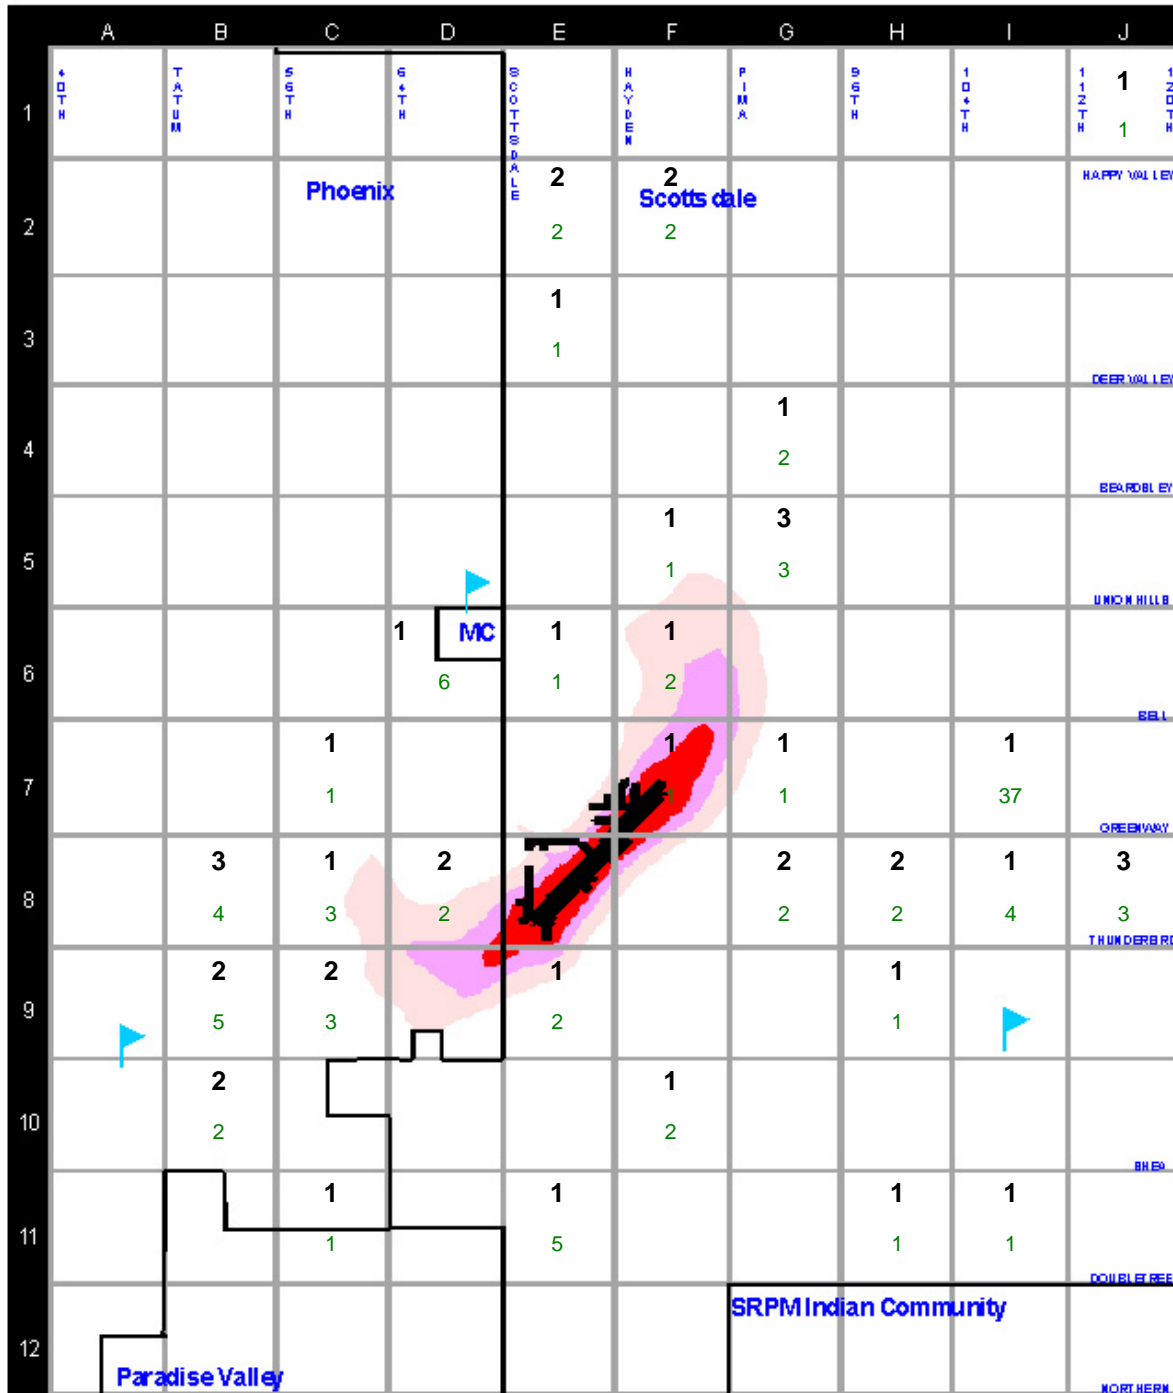 A B C D E F G H I J
1 40TH TATUM 56TH 64TH SCOTTSDALE HAYDEN PIMA 96TH 104TH 112TH 1 120TH
1
2 Phoenix 2 2 Scottsdale HAPPY VALLEY
2 2
3 1
1
DEER VALLEY
4 1
2
BEARDSLEY
5 1 3
1 3
UNION HILLS
6 1 MC 1 1
6 1 2
BELL
7 1 1 1 1
1 1 37
GREENWAY
8 3 1 2 2 2 1 3
4 3 2 2 2 4 3
THUNDERBIRD
9 2 2 1 1
5 3 2 1
10 2 1
2 2
SHEA
11 1 1 1 1
1 5 1 1
DOUBLETREE
12 SRPM Indian Community
Paradise Valley
NORTHERN